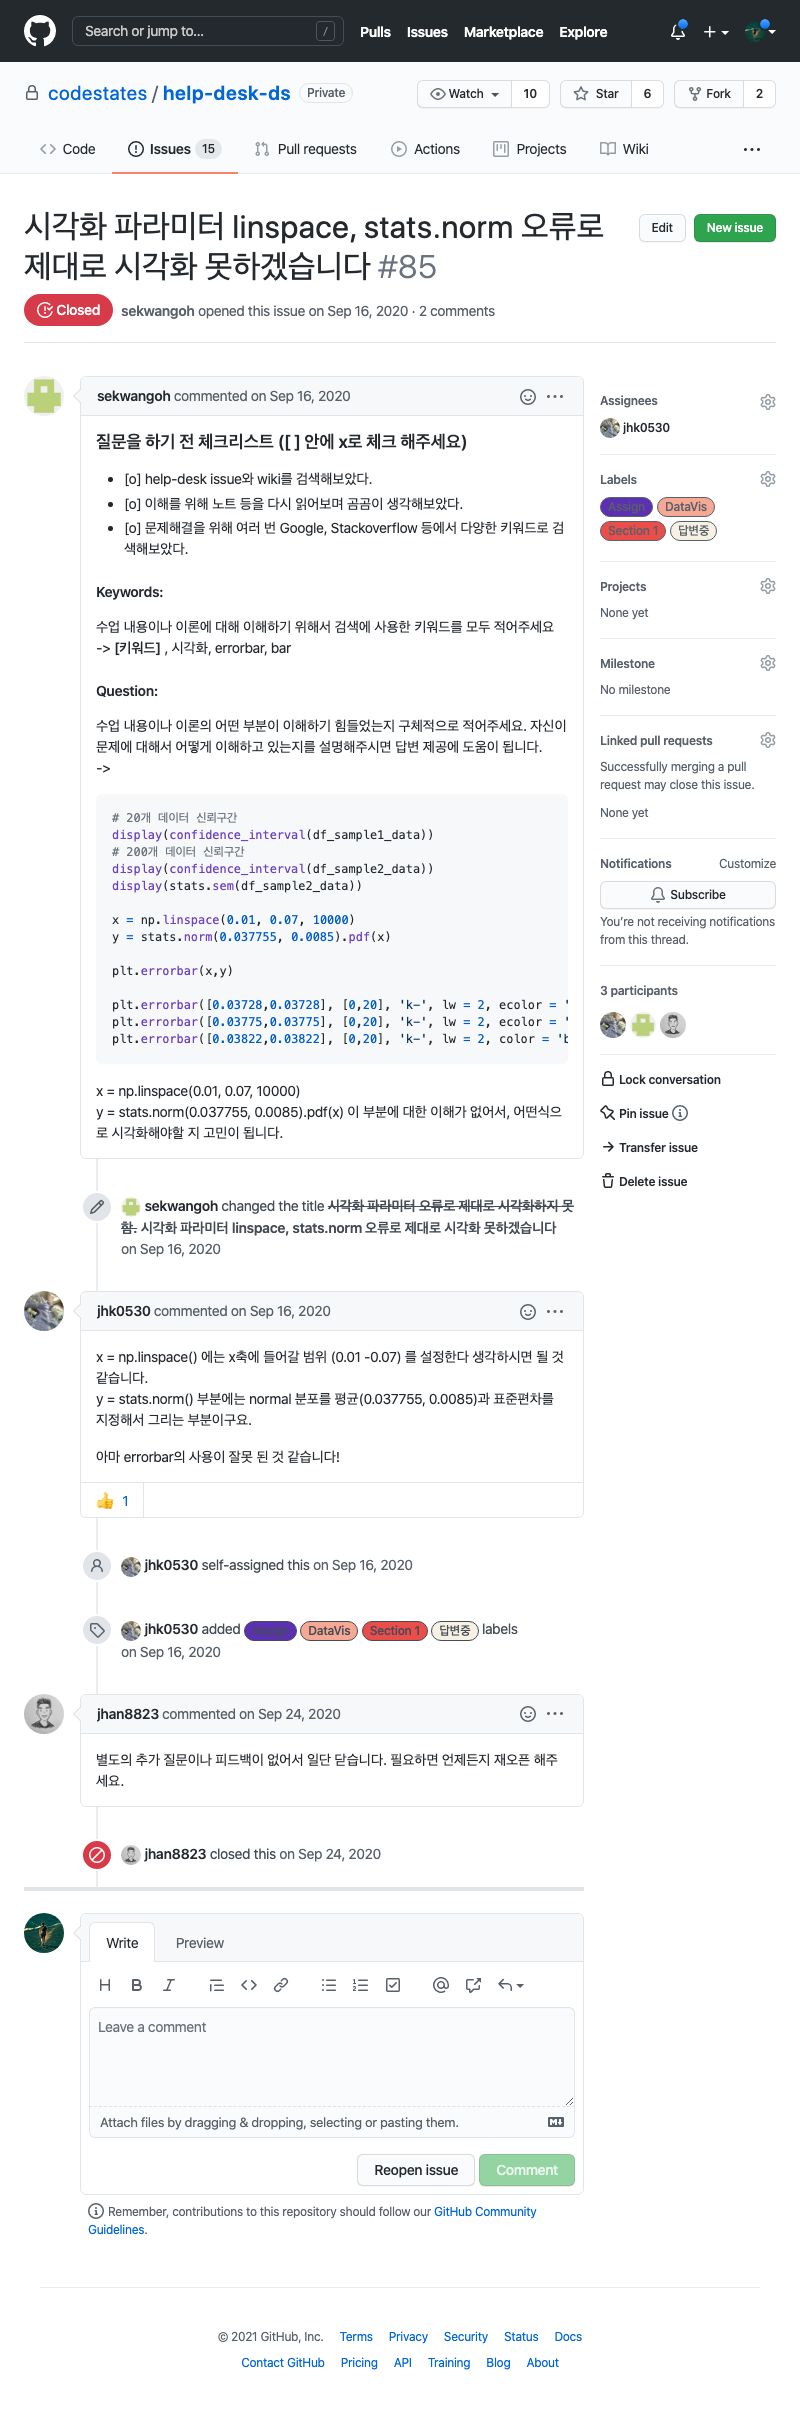 Search or jump to... /
Pulls Issues Marketplace Explore
codestates / help-desk-ds Private
Watch 10 Star 6 Fork 2
Code Issues 15 Pull requests Actions Projects Wiki ...
시각화 파라미터 linspace, stats.norm 오류로
제대로 시각화 못하겠습니다 #85
Edit New issue
Closed sekwangoh opened this issue on Sep 16, 2020 · 2 comments
sekwangoh commented on Sep 16, 2020
질문을 하기 전 체크리스트 ([ ] 안에 x로 체크 해주세요)
• [o] help-desk issue와 wiki를 검색해보았다.
• [o] 이해를 위해 노트 등을 다시 읽어보며 곰곰이 생각해보았다.
• [o] 문제해결을 위해 여러 번 Google, Stackoverflow 등에서 다양한 키워드로 검
색해보았다.
Keywords:
수업 내용이나 이론에 대해 이해하기 위해서 검색에 사용한 키워드를 모두 적어주세요
-> [키워드] , 시각화, errorbar, bar
Question:
수업 내용이나 이론의 어떤 부분이 이해하기 힘들었는지 구체적으로 적어주세요. 자신이
문제에 대해서 어떻게 이해하고 있는지를 설명해주시면 답변 제공에 도움이 됩니다.
->
# 20개 데이터 신뢰구간
display(confidence_interval(df_sample1_data))
# 200개 데이터 신뢰구간
display(confidence_interval(df_sample2_data))
display(stats.sem(df_sample2_data))
x = np.linspace(0.01, 0.07, 10000)
y = stats.norm(0.037755, 0.0085).pdf(x)
plt.errorbar(x,y)
plt.errorbar([0.03728,0.03728], [0,20], 'k-', lw = 2, ecolor = '
plt.errorbar([0.03775,0.03775], [0,20], 'k-', lw = 2, ecolor = '
plt.errorbar([0.03822,0.03822], [0,20], 'k-', lw = 2, color = 'b
x = np.linspace(0.01, 0.07, 10000)
y = stats.norm(0.037755, 0.0085).pdf(x) 이 부분에 대한 이해가 없어서, 어떤식으
로 시각화해야할 지 고민이 됩니다.
sekwangoh changed the title 시각화 파라미터 오류로 제대로 시각화하지 못
함. 시각화 파라미터 linspace, stats.norm 오류로 제대로 시각화 못하겠습니다
on Sep 16, 2020
jhk0530 commented on Sep 16, 2020
x = np.linspace() 에는 x축에 들어갈 범위 (0.01 -0.07) 를 설정한다 생각하시면 될 것
같습니다.
y = stats.norm() 부분에는 normal 분포를 평균(0.037755, 0.0085)과 표준편차를
지정해서 그리는 부분이구요.
아마 errorbar의 사용이 잘못 된 것 같습니다!
👍 1
jhk0530 self-assigned this on Sep 16, 2020
jhk0530 added Assign DataVis Section 1 답변중 labels
on Sep 16, 2020
jhan8823 commented on Sep 24, 2020
별도의 추가 질문이나 피드백이 없어서 일단 닫습니다. 필요하면 언제든지 재오픈 해주
세요.
jhan8823 closed this on Sep 24, 2020
Write Preview
H B I
Leave a comment
Attach files by dragging & dropping, selecting or pasting them.
Reopen issue Comment
Remember, contributions to this repository should follow our GitHub Community
Guidelines.
Assignees
jhk0530
Labels
Assign DataVis
Section 1 답변중
Projects
None yet
Milestone
No milestone
Linked pull requests
Successfully merging a pull
request may close this issue.
None yet
Notifications Customize
Subscribe
You're not receiving notifications
from this thread.
3 participants
Lock conversation
Pin issue
Transfer issue
Delete issue
© 2021 GitHub, Inc. Terms Privacy Security Status Docs
Contact GitHub Pricing API Training Blog About